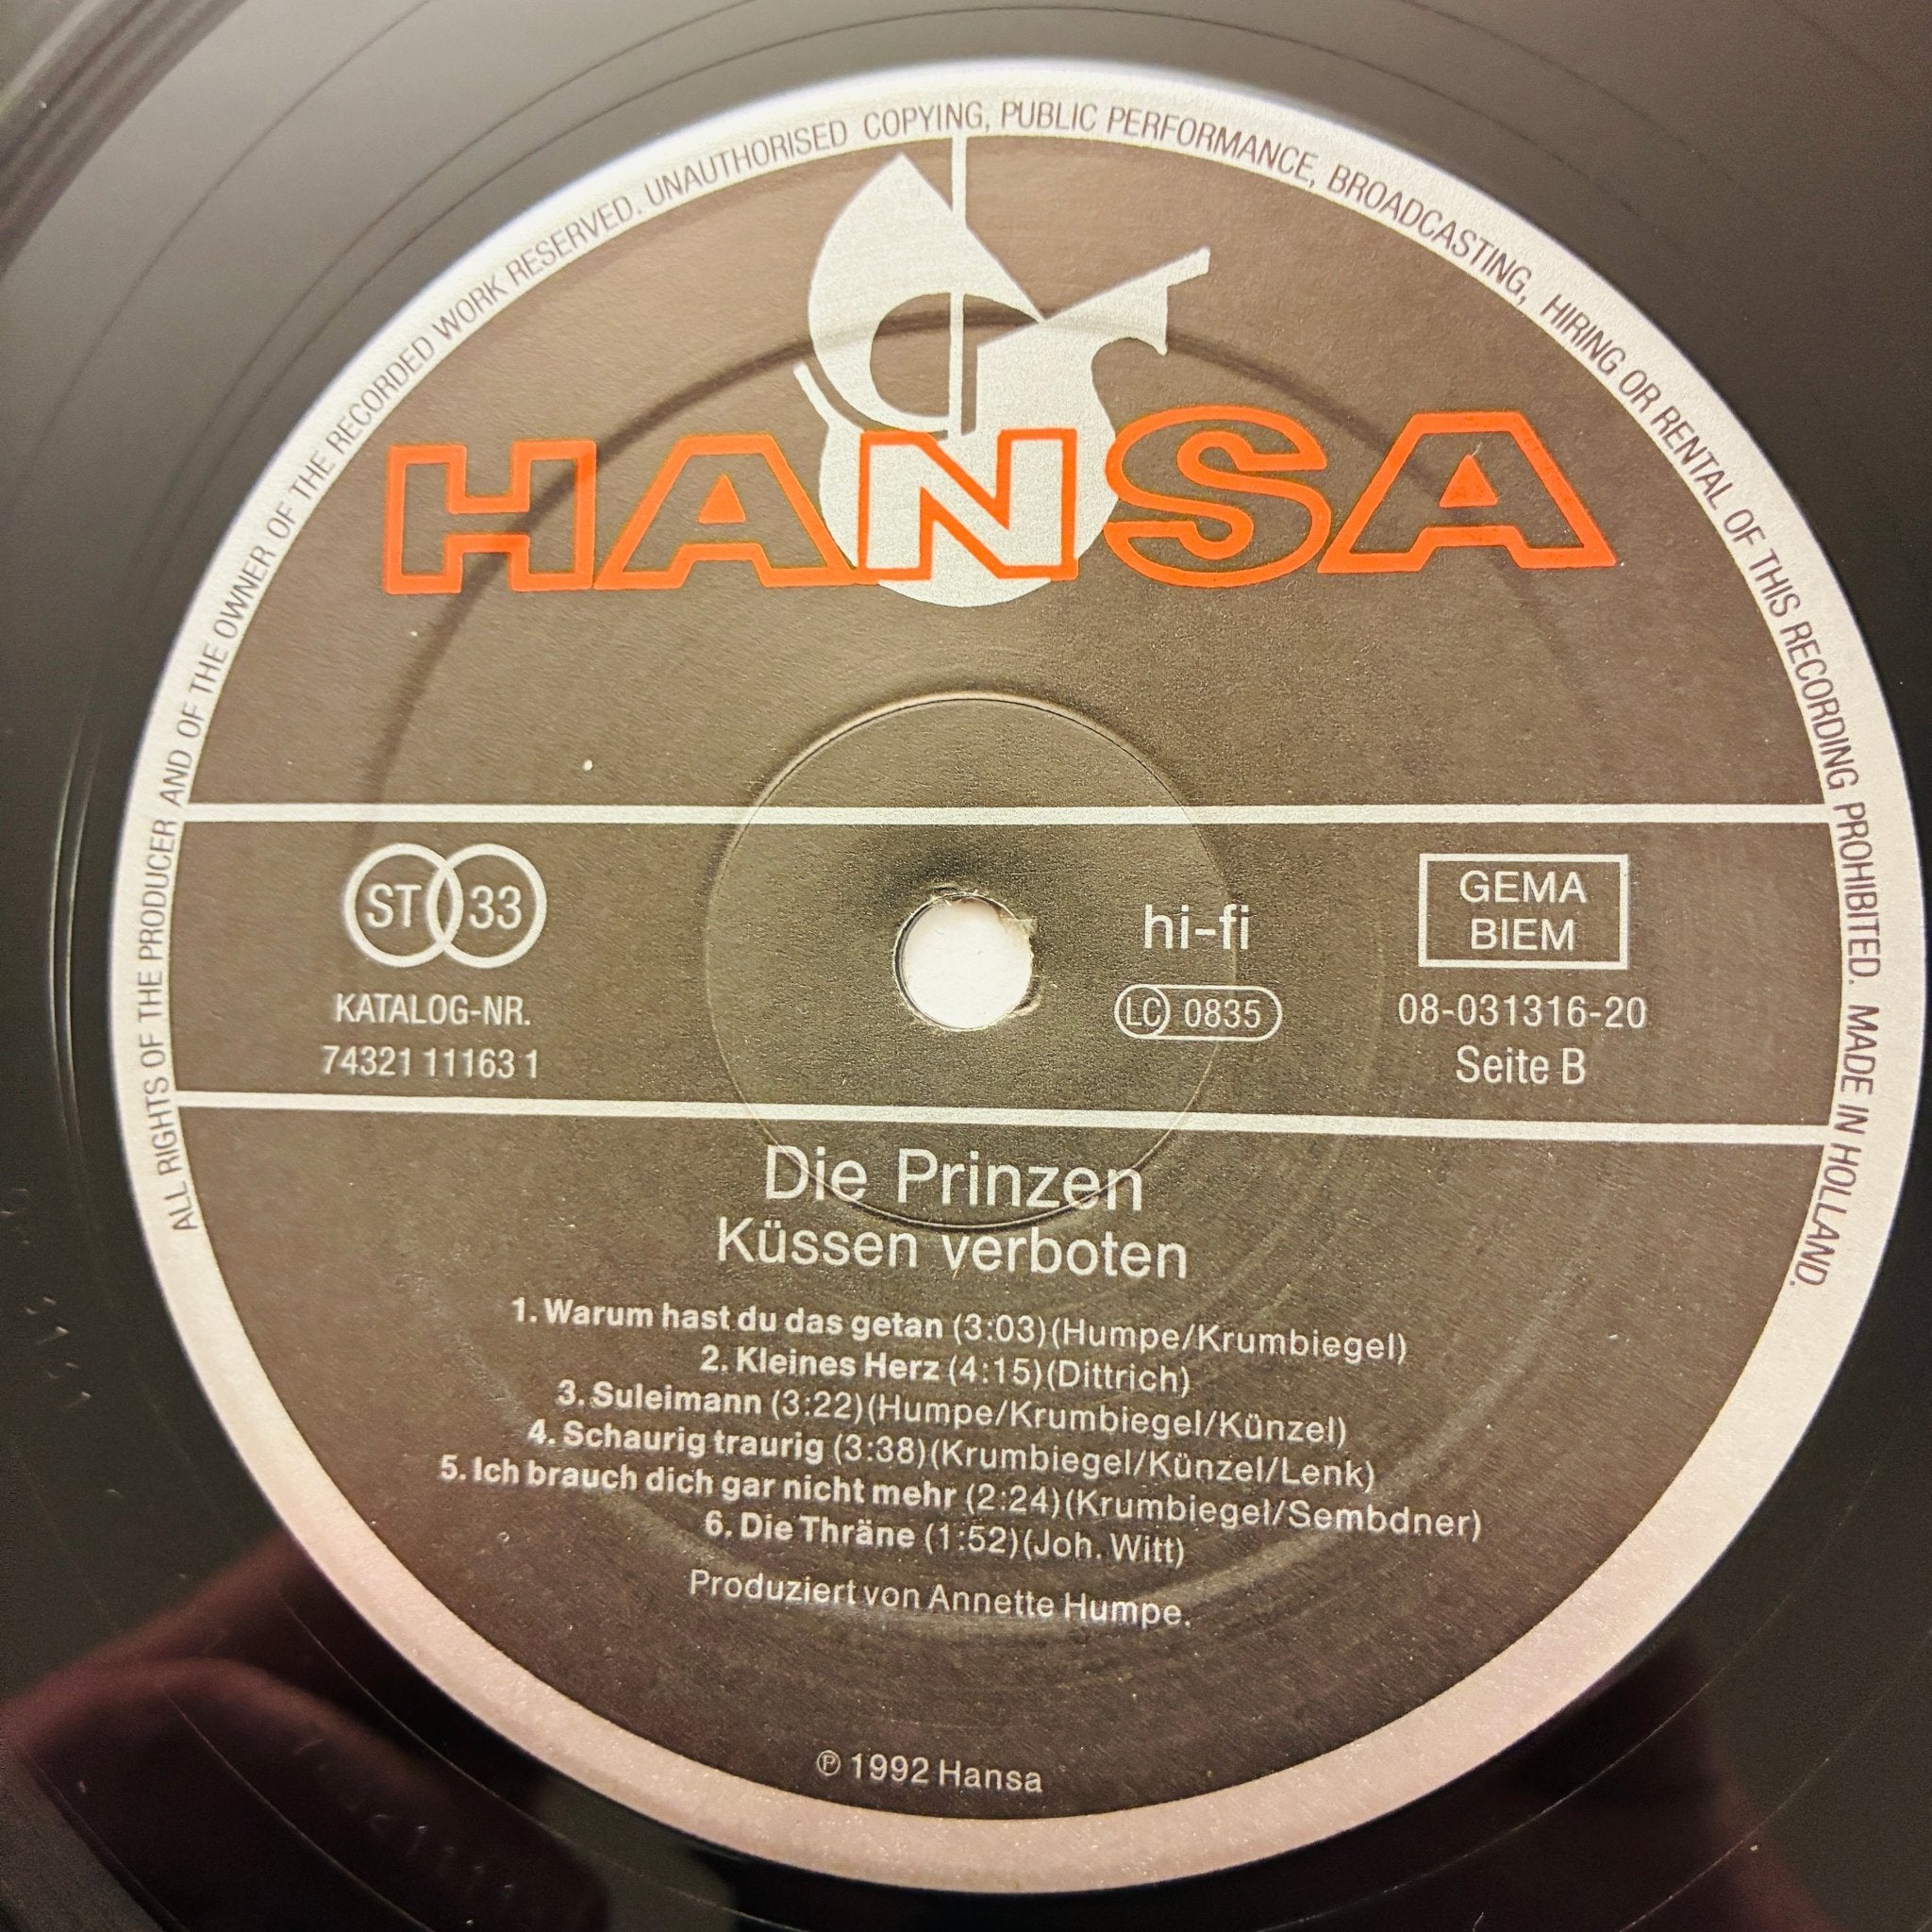 ALL RIGHTS OF THE PRODUCER AND OF THE OWNER OF THE RECORDED WORK RESERVED. UNAUTHORISED COPYING, PUBLIC PERFORMANCE, BROADCASTING, HIRING OR RENTAL OF THIS RECORDING PROHIBITED. MADE IN HOLLAND.
HANSA
ST 33
KATALOG-NR.
74321 11163 1
hi-fi
LC 0835
GEMA
BIEM
08-031316-20
Seite B
Die Prinzen
Küssen verboten
1. Warum hast du das getan (3:03) (Humpe/Krumbiegel)
2. Kleines Herz (4:15) (Dittrich)
3. Suleimann (3:22) (Humpe/Krumbiegel/Künzel)
4. Schaurig traurig (3:38) (Krumbiegel/Künzel/Lenk)
5. Ich brauch dich gar nicht mehr (2:24) (Krumbiegel/Sembdner)
6. Die Thräne (1:52) (Joh. Witt)
Produziert von Annette Humpe.
℗ 1992 Hansa